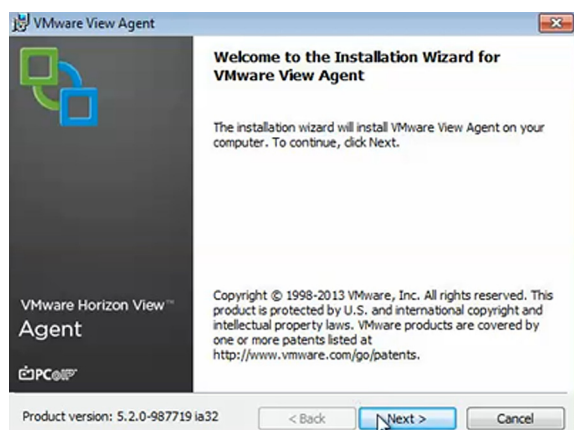 VMware View Agent
Welcome to the Installation Wizard for
VMware View Agent
The installation wizard will install VMware View Agent on your
computer. To continue, click Next.
VMware Horizon View™
Agent
PCoIP®
Copyright © 1998-2013 VMware, Inc. All rights reserved. This
product is protected by U.S. and international copyright and
intellectual property laws. VMware products are covered by
one or more patents listed at
http://www.vmware.com/go/patents.
Product version: 5.2.0-987719 ia32
< Back
Next >
Cancel